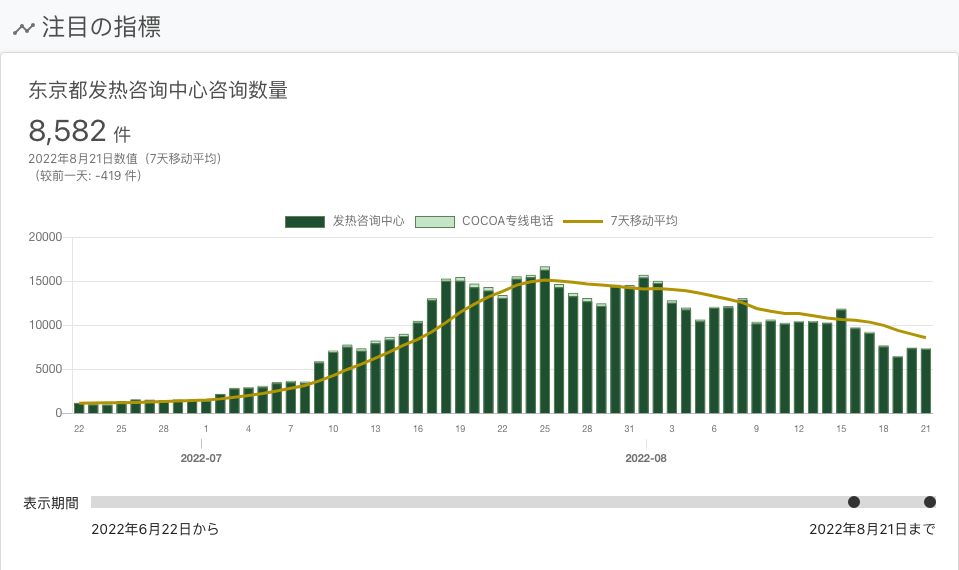 注目の指標
东京都发热咨询中心咨询数量
8,582 件
2022年8月21日数值（7天移动平均）
（较前一天: -419 件）
发热咨询中心 COCOA专线电话 7天移动平均
20000
15000
10000
5000
0
22 25 28 1 4 7 10 13 16 19 22 25 28 31 3 6 9 12 15 18 21
2022-07 2022-08
表示期間
2022年6月22日から 2022年8月21日まで